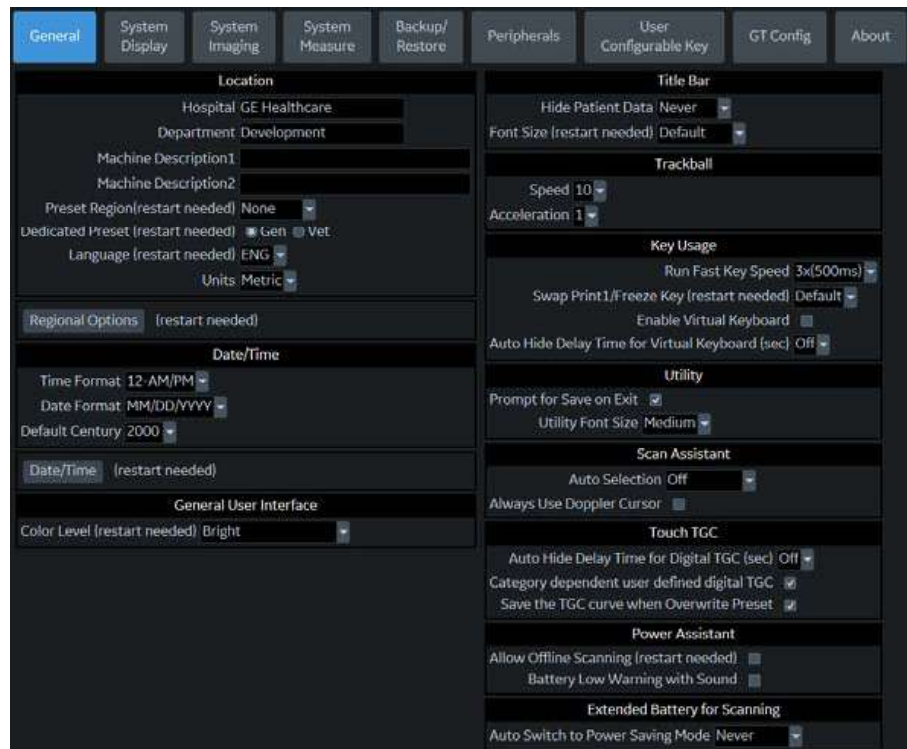 General
System Display
System Imaging
System Measure
Backup/ Restore
Peripherals
User Configurable Key
GT Config
About
Location
Hospital GE Healthcare
Department Development
Machine Description1
Machine Description2
Preset Region(restart needed) None
Dedicated Preset (restart needed) Gen Vet
Language (restart needed) ENG
Units Metric
Regional Options (restart needed)
Date/Time
Time Format 12-AM/PM
Date Format MM/DD/YYYY
Default Century 2000
Date/Time (restart needed)
General User Interface
Color Level (restart needed) Bright
Title Bar
Hide Patient Data Never
Font Size (restart needed) Default
Trackball
Speed 10
Acceleration 1
Key Usage
Run Fast Key Speed 3x(500ms)
Swap Print1/Freeze Key (restart needed) Default
Enable Virtual Keyboard
Auto Hide Delay Time for Virtual Keyboard (sec) Off
Utility
Prompt for Save on Exit
Utility Font Size Medium
Scan Assistant
Auto Selection Off
Always Use Doppler Cursor
Touch TGC
Auto Hide Delay Time for Digital TGC (sec) Off
Category dependent user defined digital TGC
Save the TGC curve when Overwrite Preset
Power Assistant
Allow Offline Scanning (restart needed)
Battery Low Warning with Sound
Extended Battery for Scanning
Auto Switch to Power Saving Mode Never